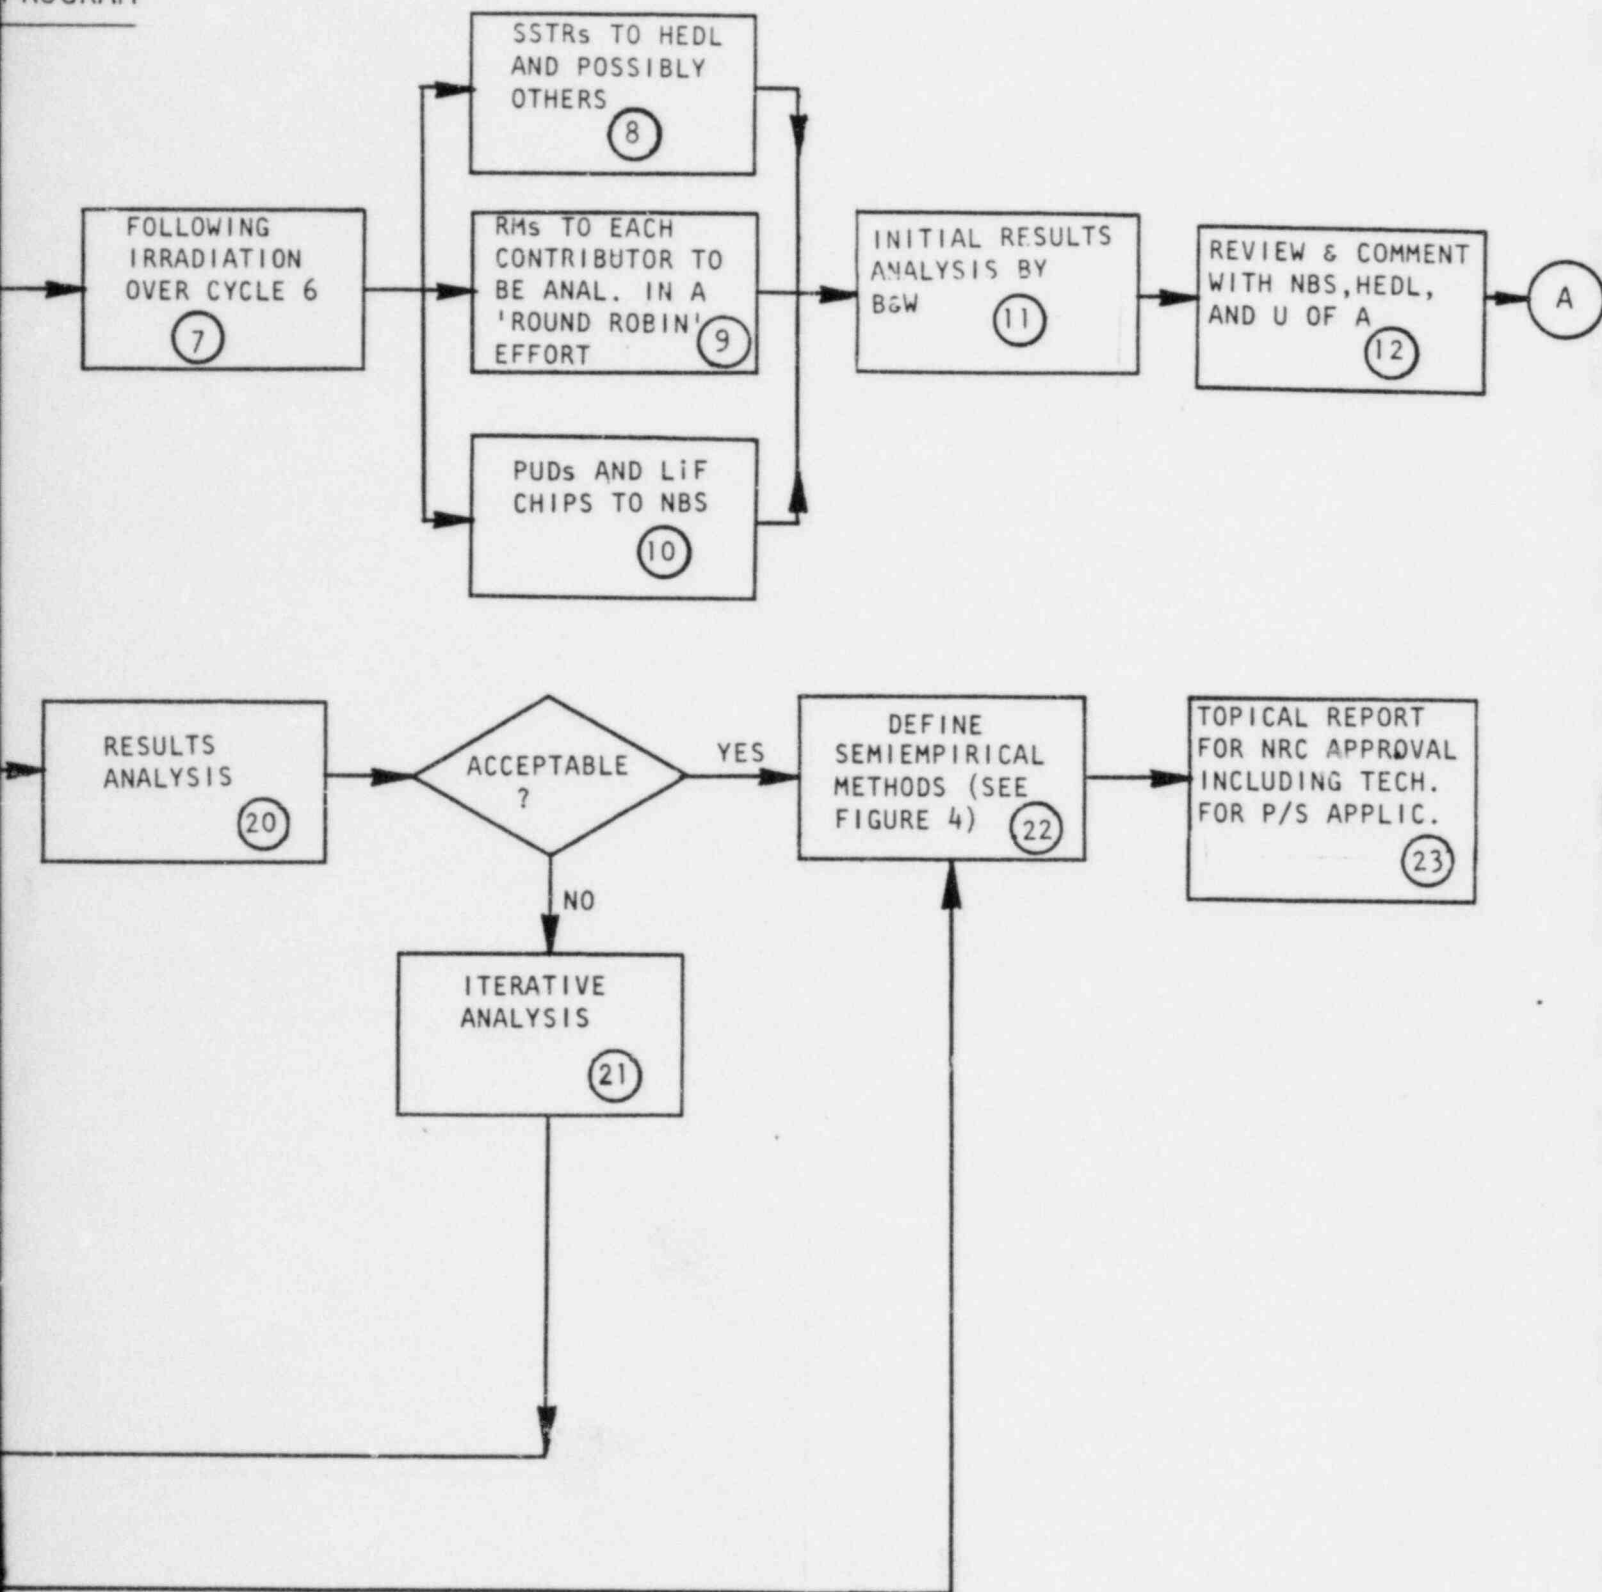 PROGRAM
SSTRs TO HEDL
AND POSSIBLY
OTHERS
8
FOLLOWING
IRRADIATION
OVER CYCLE 6
7
RMs TO EACH
CONTRIBUTOR TO
BE ANAL. IN A
'ROUND ROBIN'
EFFORT
9
INITIAL RESULTS
ANALYSIS BY
B&W
11
REVIEW & COMMENT
WITH NBS, HEDL,
AND U OF A
12
A
PUDs AND LiF
CHIPS TO NBS
10
RESULTS
ANALYSIS
20
ACCEPTABLE
?
YES
NO
DEFINE
SEMIEMPIRICAL
METHODS (SEE
FIGURE 4)
22
TOPICAL REPORT
FOR NRC APPROVAL
INCLUDING TECH.
FOR P/S APPLIC.
23
ITERATIVE
ANALYSIS
21